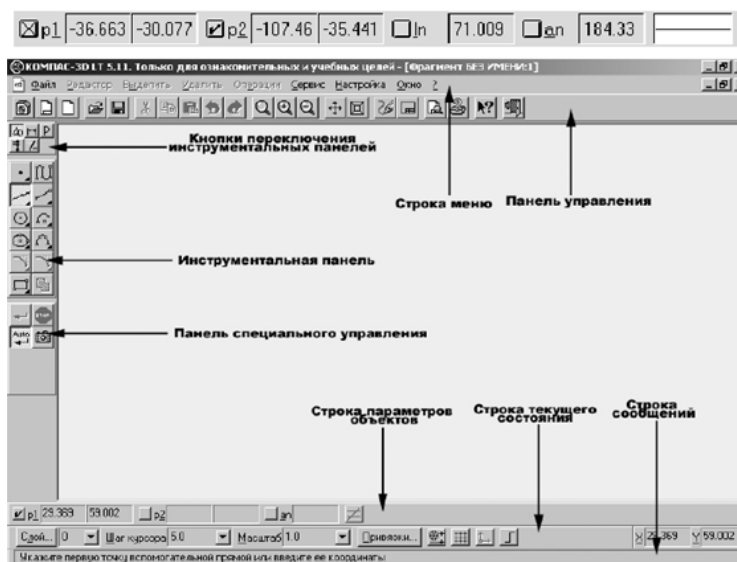 p1 -36.663 -30.077 p2 -107.46 -35.441 ln 71.009 an 184.33
КОМПАС-3D LT 5.11. Только для ознакомительных и учебных целей - [Фрагмент БЕЗ ИМЕНИ:1]
Файл Редактор Выделить Удалить Операции Сервис Настройка Окно ?
Кнопки переключения
инструментальных панелей
Строка меню
Панель управления
Инструментальная панель
STOP
Auto
Панель специального управления
Строка параметров
объектов
Строка текущего
состояния
Строка
сообщений
p1 29.369 59.002 p2 ln an
Слой... 0 Шаг курсора 5.0 Масштаб 1.0 Привязки... X 29.369 Y 59.002
Укажите первую точку вспомогательной прямой или введите ее координаты